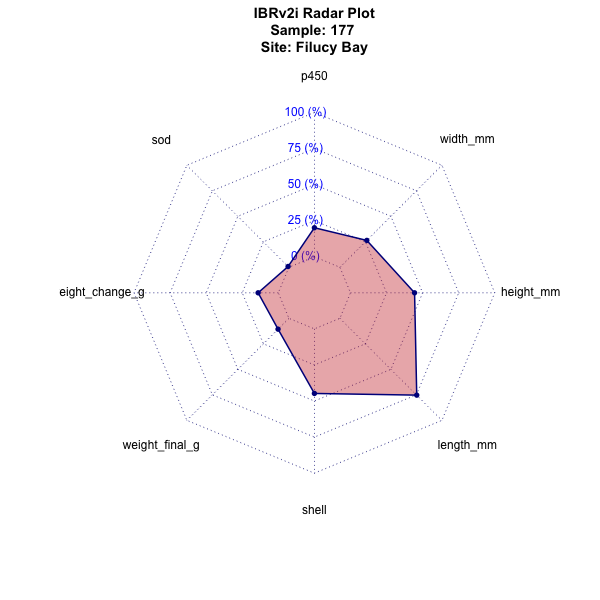 IBRv2i Radar Plot
Sample: 177
Site: Filucy Bay
p450
100 (%)
sod
width_mm
75 (%)
50 (%)
25 (%)
0 (%)
eight_change_g
height_mm
weight_final_g
length_mm
shell